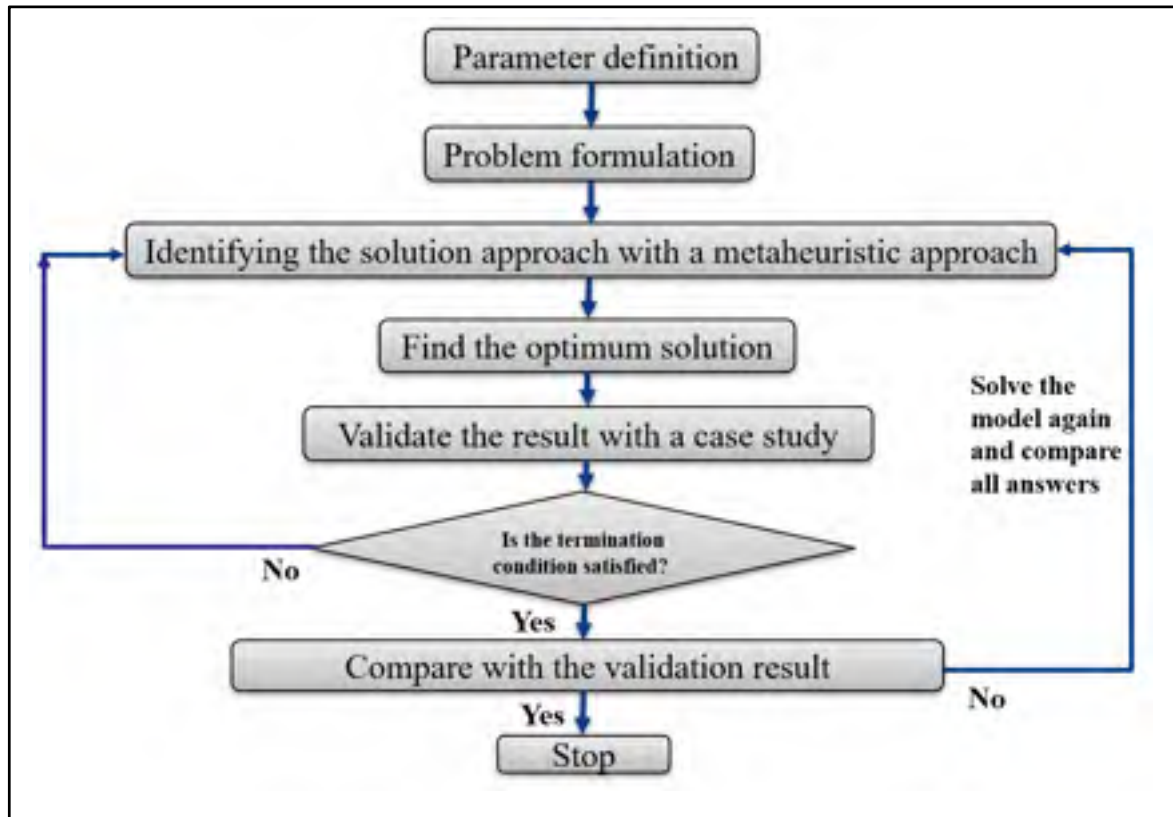 Parameter definition
Problem formulation
Identifying the solution approach with a metaheuristic approach
Find the optimum solution
Solve the
model again
and compare
all answers
Validate the result with a case study
Is the termination
condition satisfied?
No
Yes
Compare with the validation result
No
Yes
Stop